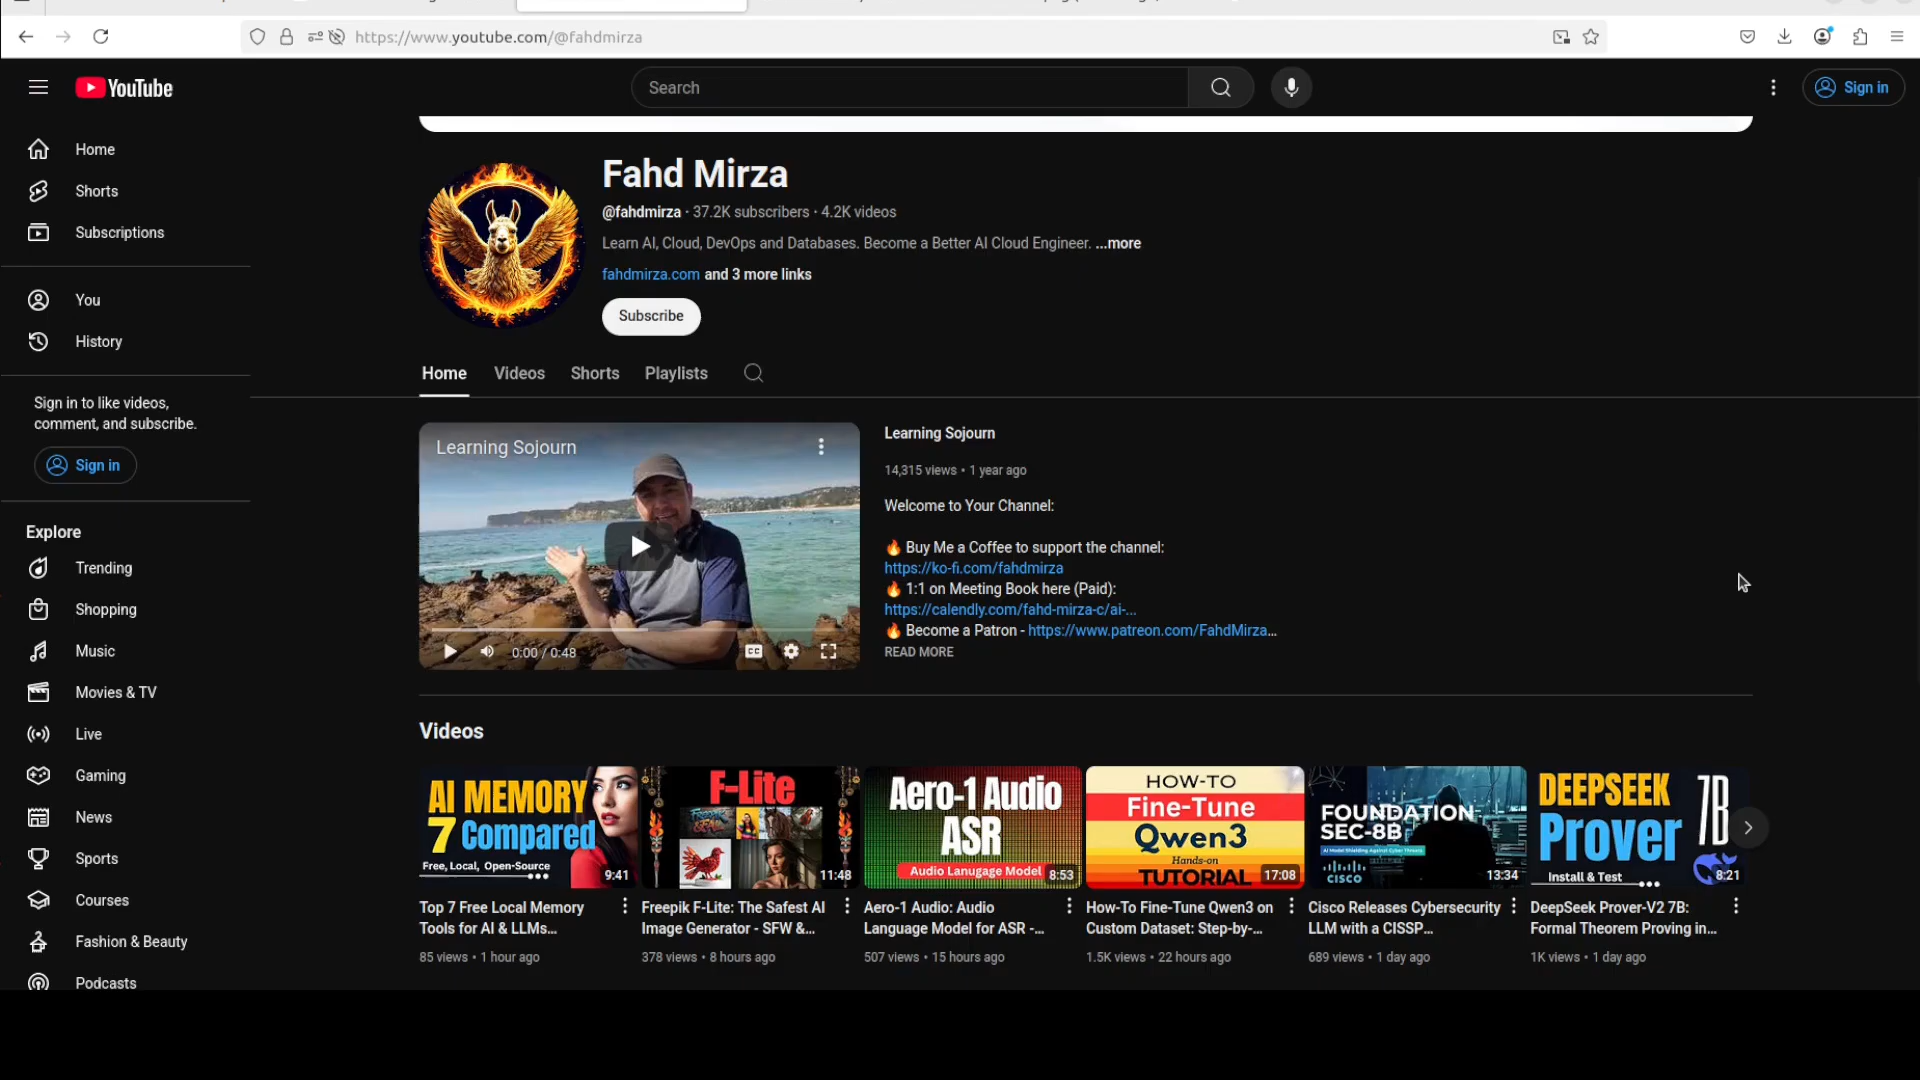 https://www.youtube.com/@fahdmirza
YouTube
Search
Sign in
Home
Shorts
Subscriptions
You
History
Sign in to like videos,
comment, and subscribe.
Sign in
Explore
Trending
Shopping
Music
Movies & TV
Live
Gaming
News
Sports
Courses
Fashion & Beauty
Podcasts
Fahd Mirza
@fahdmirza · 37.2K subscribers · 4.2K videos
Learn AI, Cloud, DevOps and Databases. Become a Better AI Cloud Engineer. ...more
fahdmirza.com and 3 more links
Subscribe
Home Videos Shorts Playlists
Learning Sojourn
0:00 / 0:48
CC
Learning Sojourn
14,315 views • 1 year ago
Welcome to Your Channel:
🔥 Buy Me a Coffee to support the channel:
https://ko-fi.com/fahdmirza
🔥 1:1 on Meeting Book here (Paid):
https://calendly.com/fahd-mirza-c/ai-...
🔥 Become a Patron - https://www.patreon.com/FahdMirza...
READ MORE
Videos
AI MEMORY
7 Compared
Free, Local, Open-Source
9:41
Top 7 Free Local Memory
Tools for AI & LLMs...
85 views • 1 hour ago
F-Lite
11:48
Freepik F-Lite: The Safest AI
Image Generator - SFW &...
378 views • 8 hours ago
Aero-1 Audio
ASR
Audio Lanugage Model
8:53
Aero-1 Audio: Audio
Language Model for ASR -...
507 views • 15 hours ago
HOW-TO
Fine-Tune
Qwen3
Hands-on
TUTORIAL
17:08
How-To Fine-Tune Qwen3 on
Custom Dataset: Step-by-...
1.5K views • 22 hours ago
FOUNDATION
SEC-8B
AI Model Shielding Against Cyber Threats
CISCO
13:34
Cisco Releases Cybersecurity
LLM with a CISSP...
689 views • 1 day ago
DEEPSEEK
Prover
7B
Install & Test
8:21
DeepSeek Prover-V2 7B:
Formal Theorem Proving in...
1K views • 1 day ago